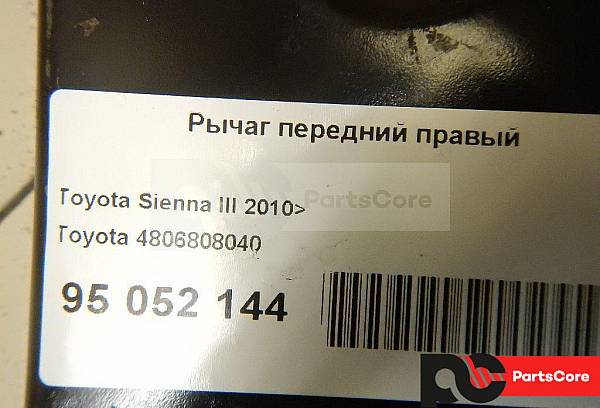 Рычаг передний правый
PartsCore
Toyota Sienna III 2010>
Toyota 4806808040
95 052 144
PartsCore